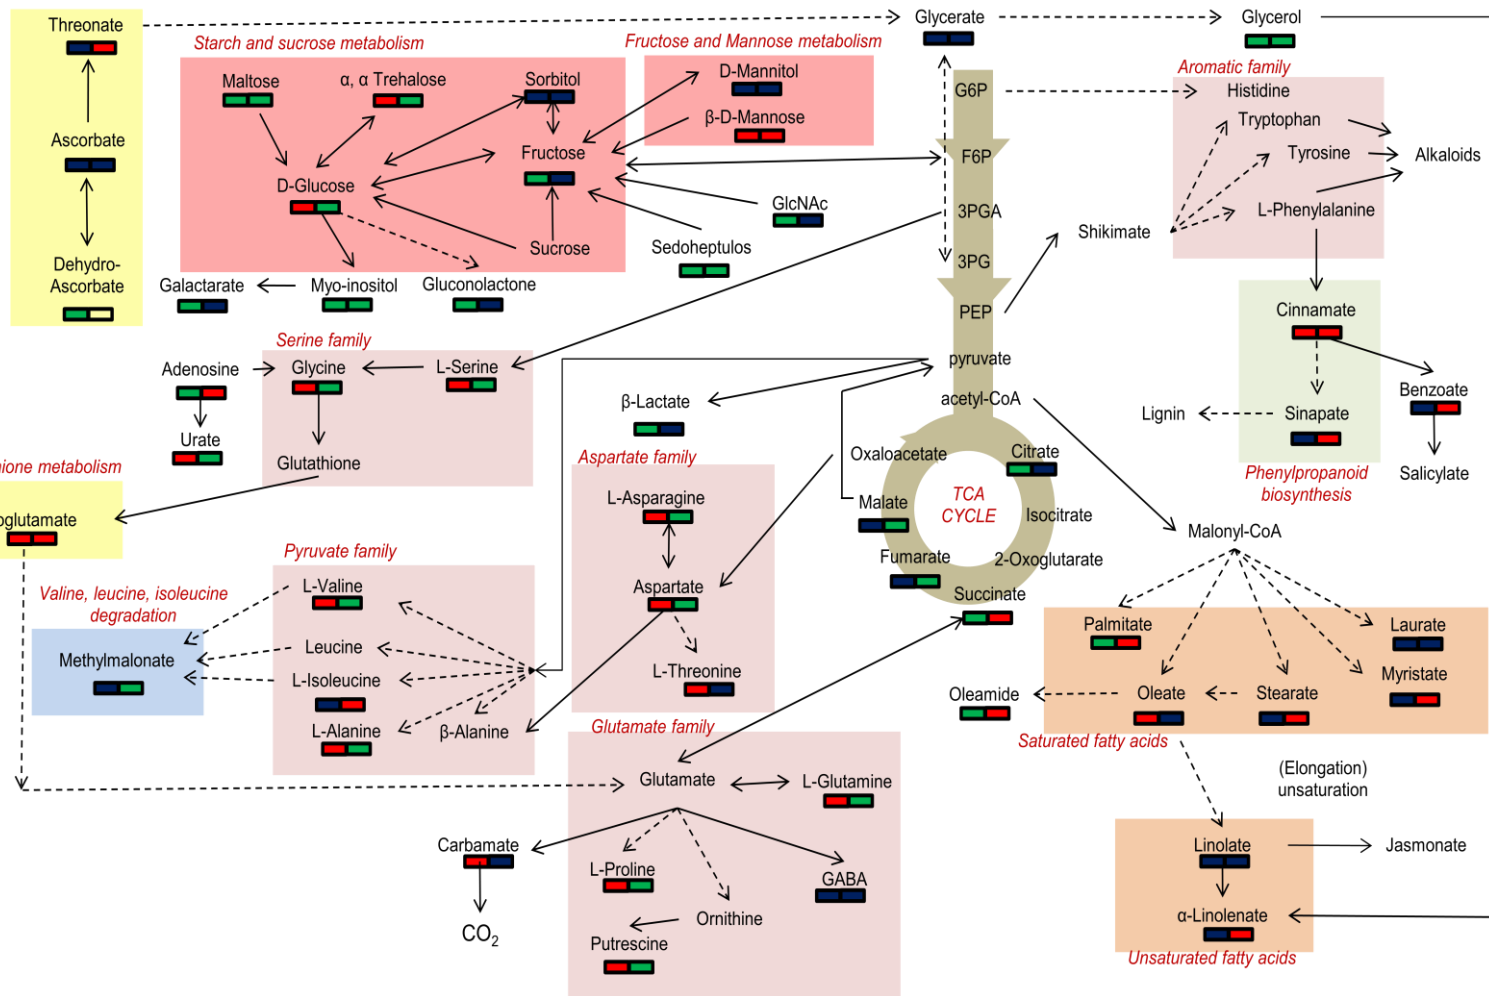 Threonate
Glycerate
Glycerol
Starch and sucrose metabolism
Fructose and Mannose metabolism
Aromatic family
Maltose
α, α Trehalose
Sorbitol
D-Mannitol
G6P
Histidine
β-D-Mannose
Tryptophan
Ascorbate
Fructose
F6P
Tyrosine
Alkaloids
D-Glucose
GlcNAc
3PGA
L-Phenylalanine
Sucrose
Sedoheptulos
Shikimate
Dehydro-
Ascorbate
3PG
Galactarate
Myo-inositol
Gluconolactone
PEP
Cinnamate
Serine family
Adenosine
Glycine
L-Serine
pyruvate
β-Lactate
acetyl-CoA
Benzoate
Urate
Lignin
Sinapate
Glutathione
Aspartate family
Oxaloacetate
Citrate
hione metabolism
Phenylpropanoid
biosynthesis
Salicylate
L-Asparagine
Malate
TCA
CYCLE
Isocitrate
oglutamate
Malonyl-CoA
Pyruvate family
Fumarate
2-Oxoglutarate
Valine, leucine, isoleucine
degradation
L-Valine
Aspartate
Succinate
Palmitate
Laurate
Methylmalonate
Leucine
L-Isoleucine
L-Threonine
Myristate
Oleamide
Oleate
Stearate
L-Alanine
β-Alanine
Glutamate family
Saturated fatty acids
Glutamate
L-Glutamine
(Elongation)
unsaturation
Carbamate
Linolate
Jasmonate
L-Proline
GABA
CO₂
Ornithine
α-Linolenate
Putrescine
Unsaturated fatty acids